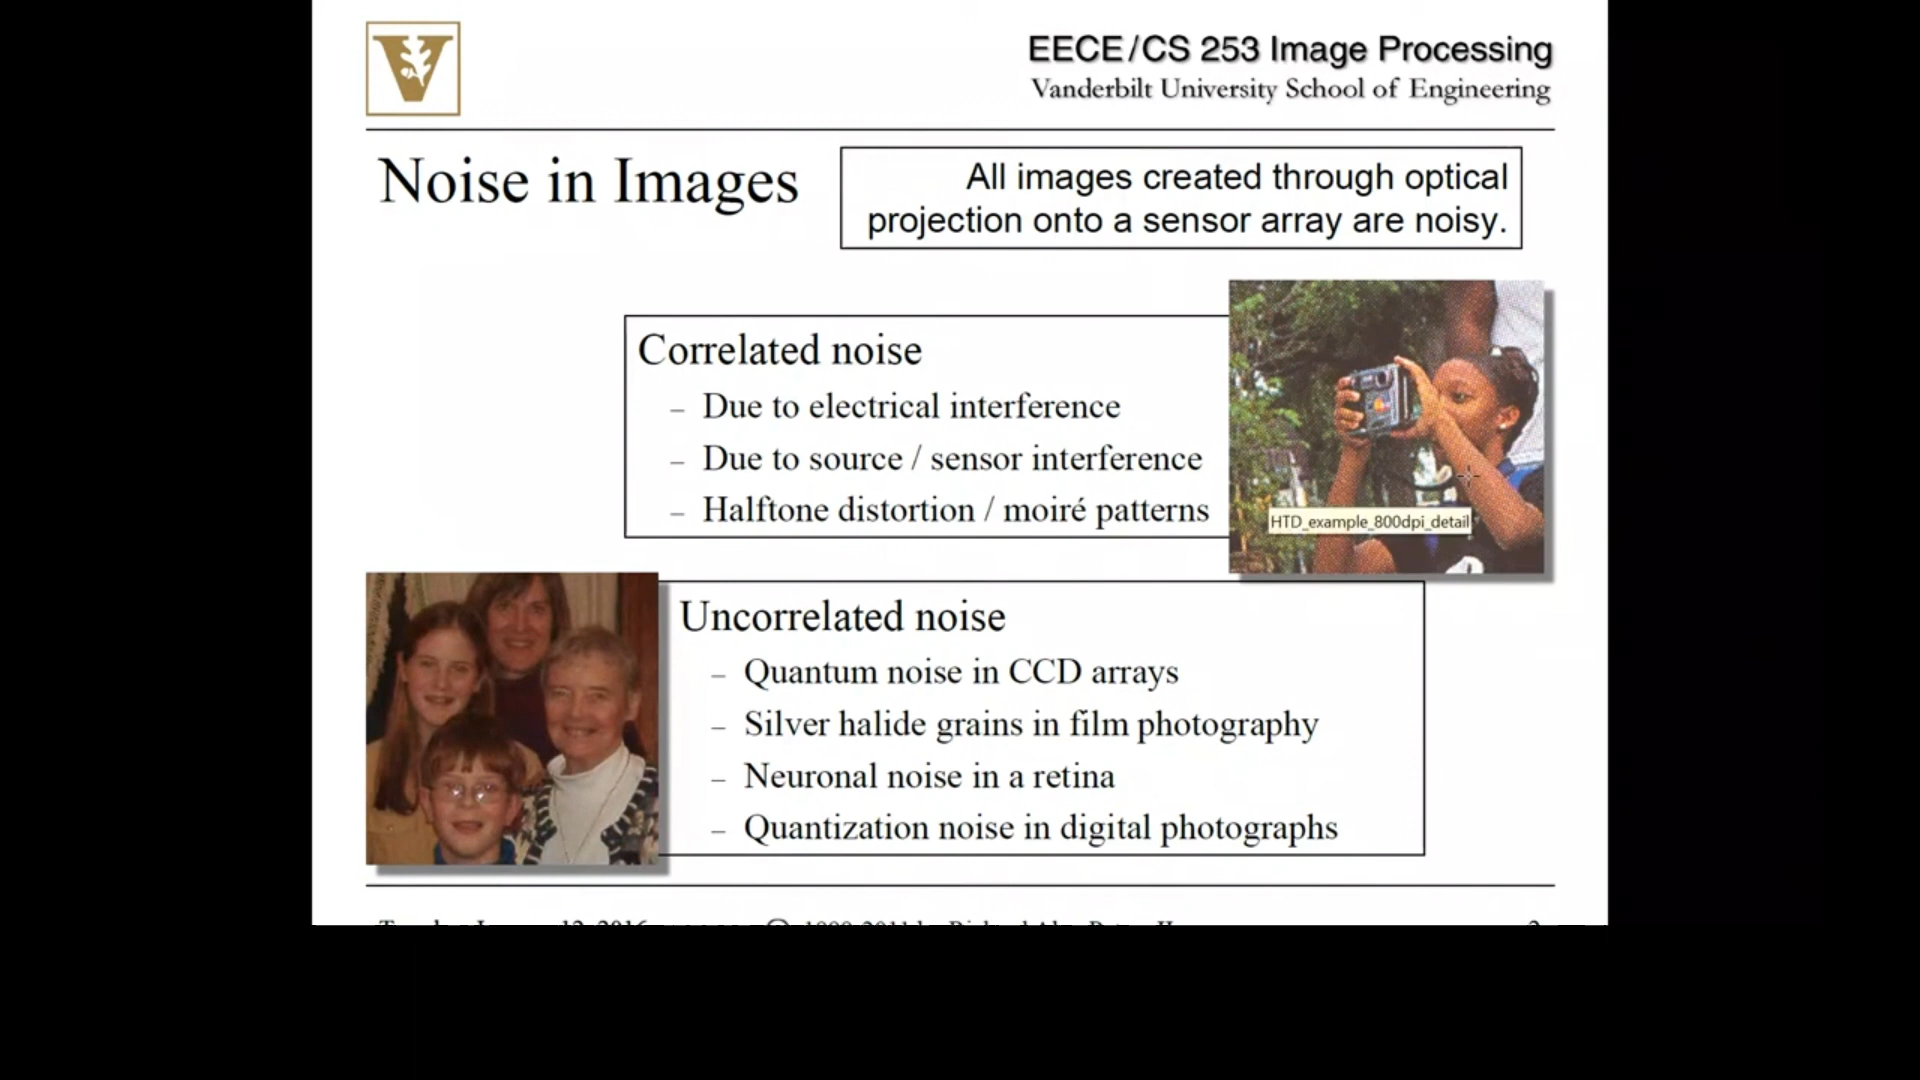 V
EECE/CS 253 Image Processing
Vanderbilt University School of Engineering
Noise in Images
All images created through optical
projection onto a sensor array are noisy.
Correlated noise
– Due to electrical interference
– Due to source / sensor interference
– Halftone distortion / moiré patterns
HTD_example_800dpi_detail
Uncorrelated noise
– Quantum noise in CCD arrays
– Silver halide grains in film photography
– Neuronal noise in a retina
– Quantization noise in digital photographs